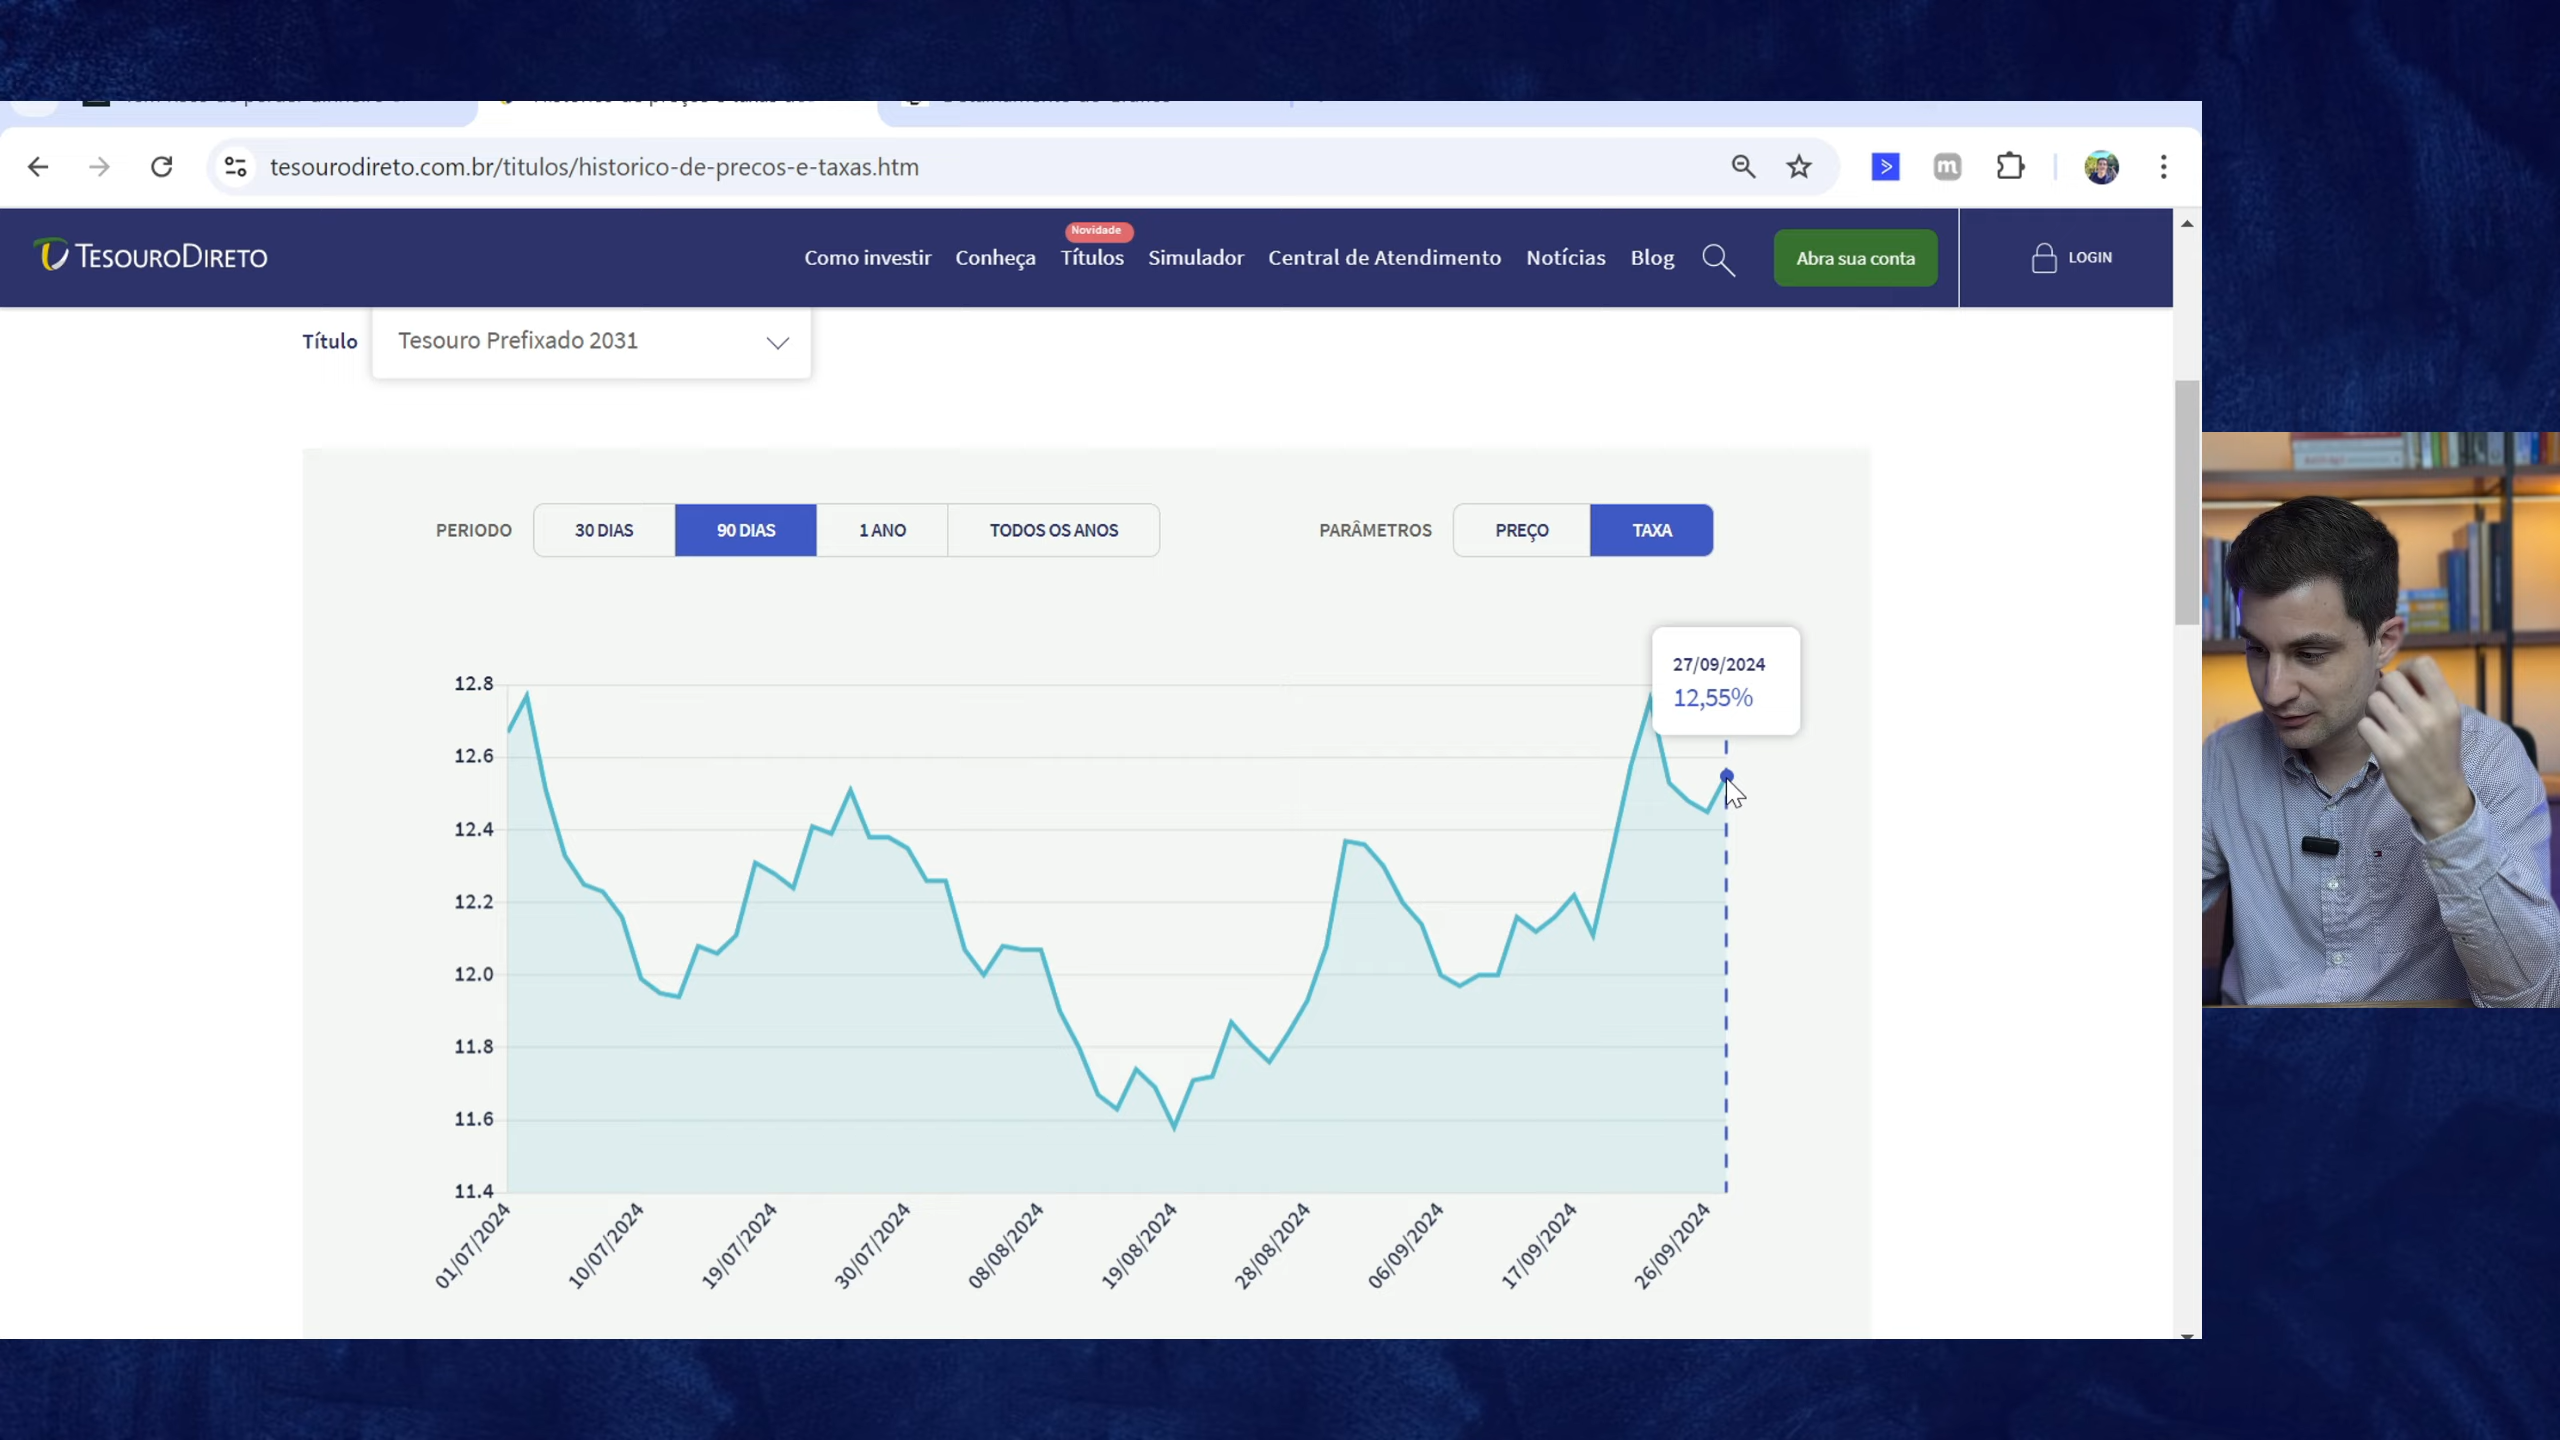 tesourodireto.com.br/titulos/historico-de-precos-e-taxas.htm
m
TESOURODIRETO
Como investir
Conheça
Novidade
Títulos
Simulador
Central de Atendimento
Notícias
Blog
Abra sua conta
LOGIN
Título
Tesouro Prefixado 2031
PERIODO
30 DIAS
90 DIAS
1 ANO
TODOS OS ANOS
PARÂMETROS
PREÇO
TAXA
27/09/2024
12,55%
12.8
12.6
12.4
12.2
12.0
11.8
11.6
11.4
01/07/2024
10/07/2024
19/07/2024
30/07/2024
08/08/2024
19/08/2024
28/08/2024
06/09/2024
17/09/2024
26/09/2024